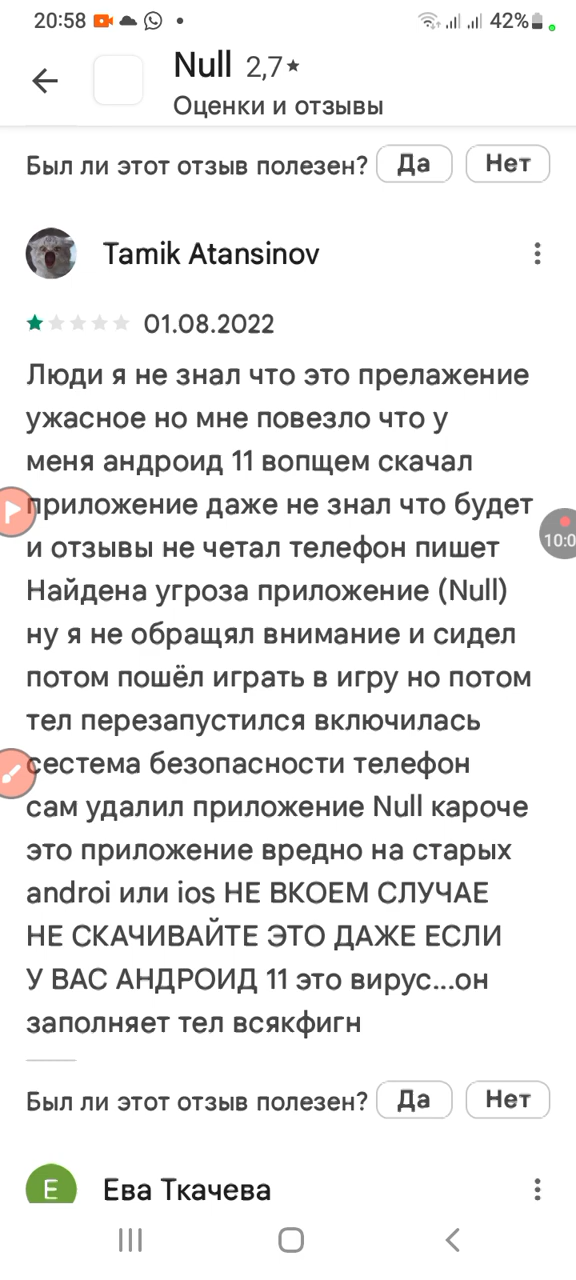 20:58 42%
Null 2,7★
Оценки и отзывы
Был ли этот отзыв полезен? Да Нет
Tamik Atansinov
01.08.2022
Люди я не знал что это прелажение
ужасное но мне повезло что у
меня андроид 11 вопщем скачал
приложение даже не знал что будет
и отзывы не четал телефон пишет
Найдена угроза приложение (Null)
ну я не обращял внимание и сидел
потом пошёл играть в игру но потом
тел перезапустился включилась
сестема безопасности телефон
сам удалил приложение Null кароче
это приложение вредно на старых
androi или ios НЕ ВКОЕМ СЛУЧАЕ
НЕ СКАЧИВАЙТЕ ЭТО ДАЖЕ ЕСЛИ
У ВАС АНДРОИД 11 это вирус...он
заполняет тел всякфигн
Был ли этот отзыв полезен? Да Нет
E Ева Ткачева